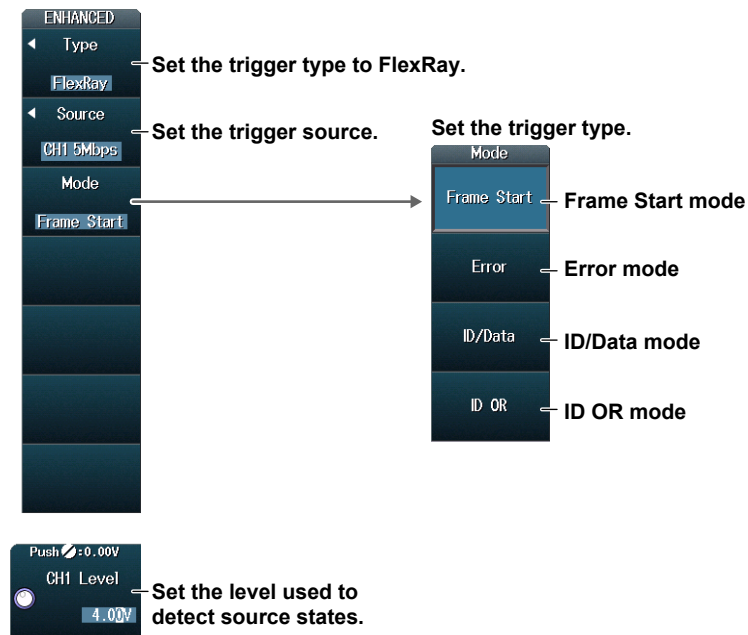 ENHANCED
Type
FlexRay
Set the trigger type to FlexRay.
Source
CH1 5Mbps
Set the trigger source.
Mode
Frame Start
Set the trigger type.
Mode
Frame Start
Frame Start mode
Error
Error mode
ID/Data
ID/Data mode
ID OR
ID OR mode
Push :0.00V
CH1 Level
4.00V
Set the level used to
detect source states.